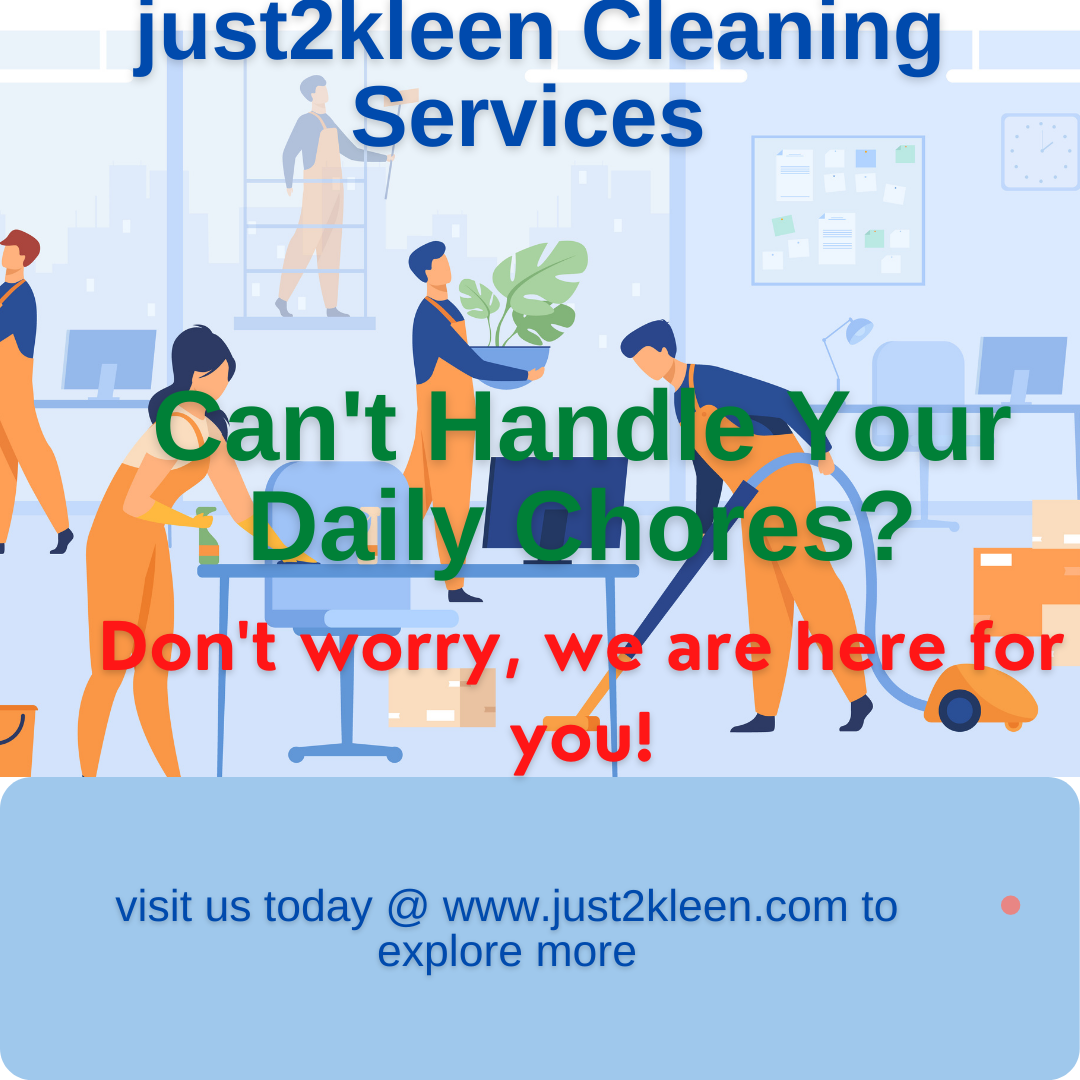 just2kleen Cleaning
Services
Can't Handle Your
Daily Chores?
Don't worry, we are here for
you!
visit us today @ www.just2kleen.com to
explore more